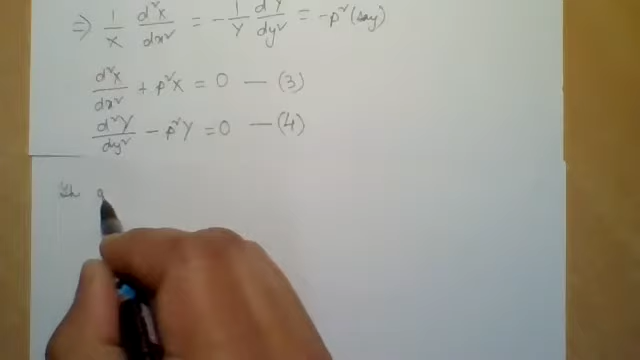 ⇒ 1/X d²X/dx² = -1/Y d²Y/dy² = -p² (say)
d²X/dx² + p²X = 0 — (3)
d²Y/dy² - p²Y = 0 — (4)